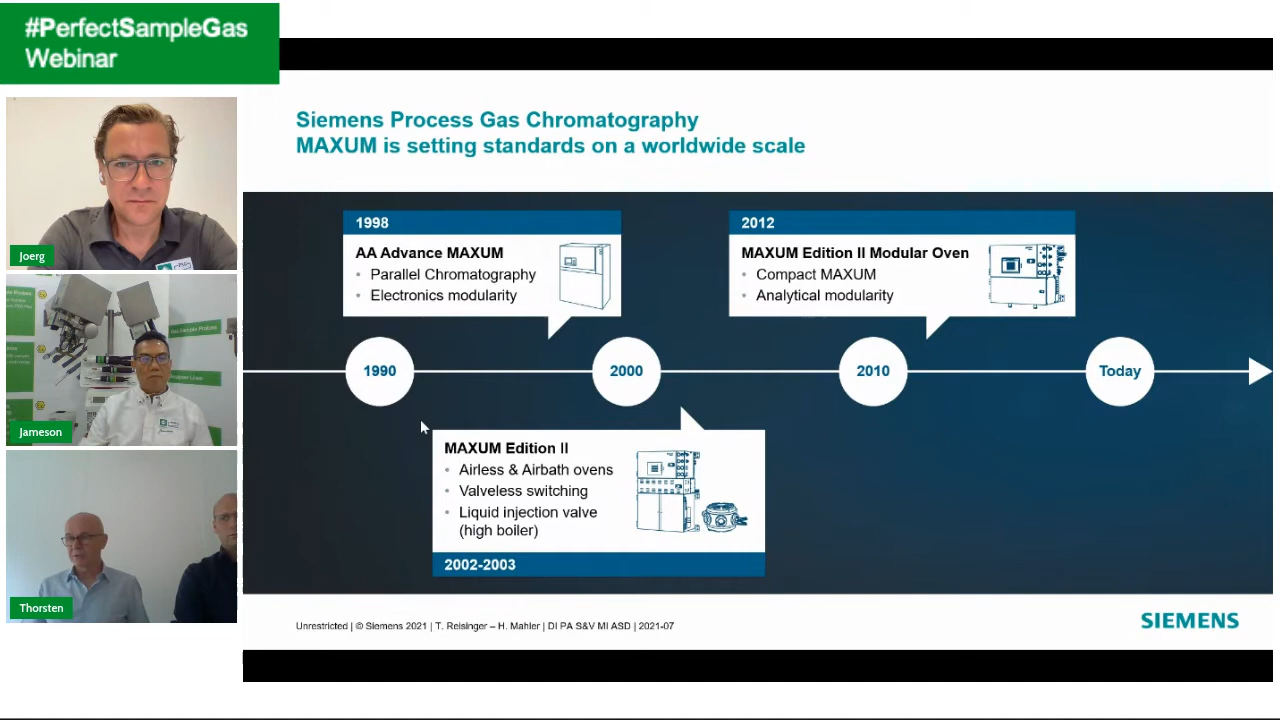 #PerfectSampleGas
Webinar
Siemens Process Gas Chromatography
MAXUM is setting standards on a worldwide scale
1998
AA Advance MAXUM
• Parallel Chromatography
• Electronics modularity
2012
MAXUM Edition II Modular Oven
• Compact MAXUM
• Analytical modularity
1990
2000
2010
Today
MAXUM Edition II
• Airless & Airbath ovens
• Valveless switching
• Liquid injection valve
(high boiler)
2002-2003
Unrestricted | © Siemens 2021 | T. Reisinger – H. Mahler | DI PA S&V MI ASD | 2021-07
SIEMENS
Joerg
Gas Sample Probes
Jameson
Thorsten